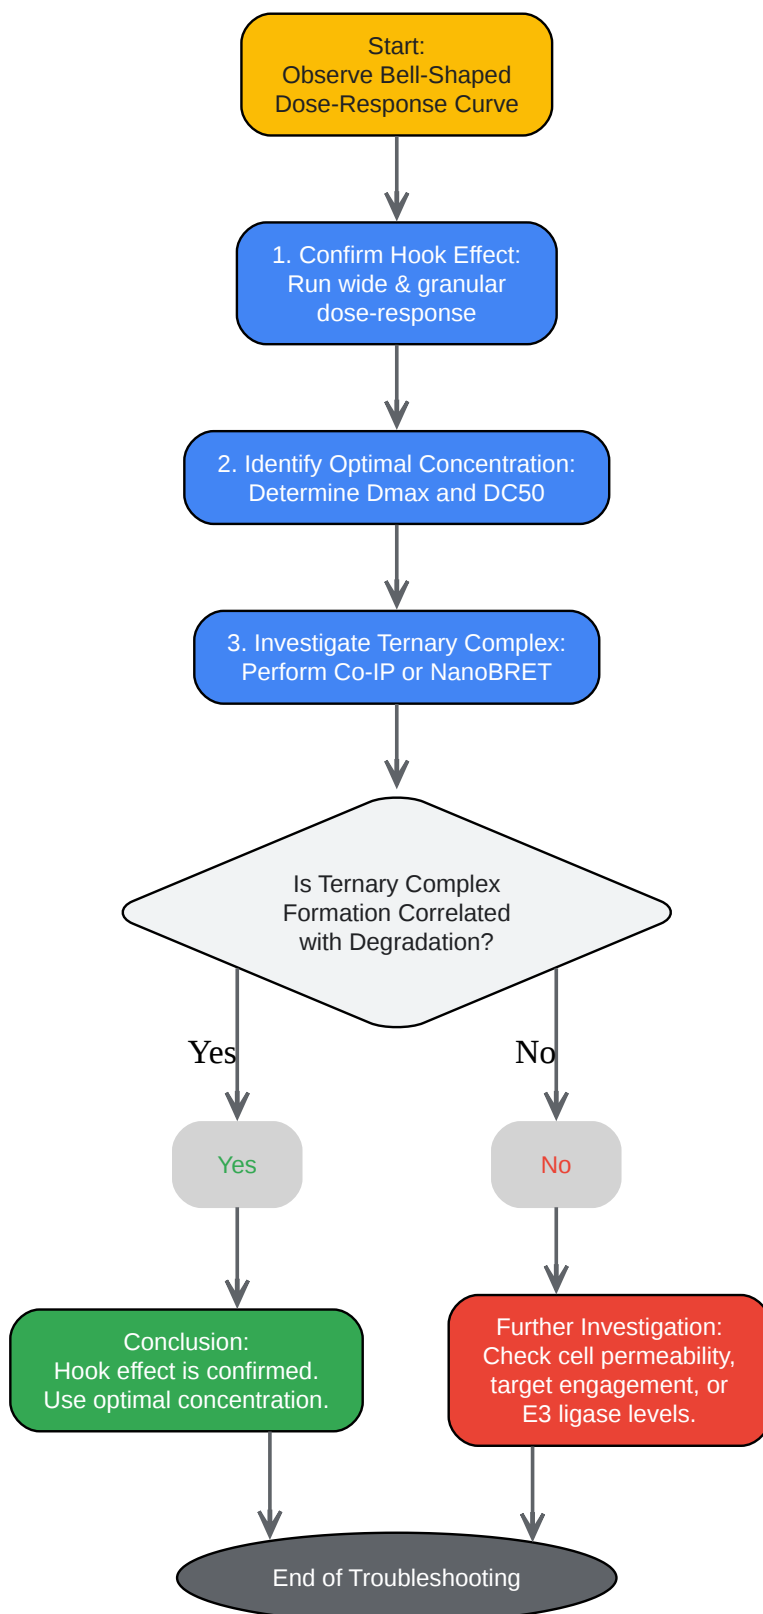 Start:
Observe Bell-Shaped
Dose-Response Curve
1. Confirm Hook Effect:
Run wide & granular
dose-response
2. Identify Optimal Concentration:
Determine Dmax and DC50
3. Investigate Ternary Complex:
Perform Co-IP or NanoBRET
Is Ternary Complex
Formation Correlated
with Degradation?
Yes
No
Yes
No
Conclusion:
Hook effect is confirmed.
Use optimal concentration.
Further Investigation:
Check cell permeability,
target engagement, or
E3 ligase levels.
End of Troubleshooting